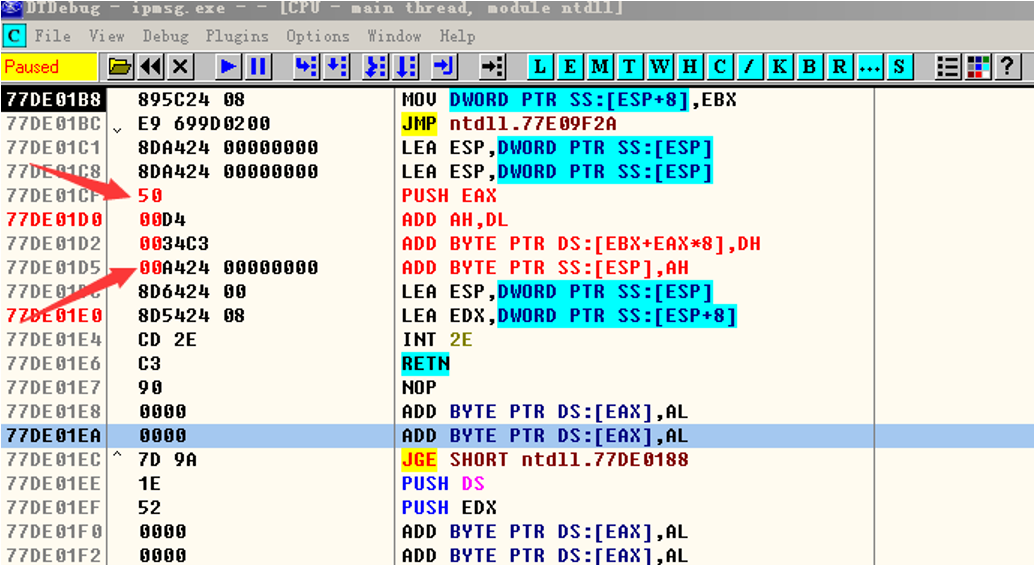 DTDebug - ipmsg.exe - - [CPU - main thread, module ntdll]
C File View Debug Plugins Options Window Help
Paused L E M T W H C / K B R ... S ?
77DE01B8 895C24 08 MOV DWORD PTR SS:[ESP+8],EBX
77DE01BC E9 699D0200 JMP ntdll.77E09F2A
77DE01C1 8DA424 00000000 LEA ESP,DWORD PTR SS:[ESP]
77DE01C8 8DA424 00000000 LEA ESP,DWORD PTR SS:[ESP]
77DE01CF 50 PUSH EAX
77DE01D0 00D4 ADD AH,DL
77DE01D2 0034C3 ADD BYTE PTR DS:[EBX+EAX*8],DH
77DE01D5 00A424 00000000 ADD BYTE PTR SS:[ESP],AH
77DE01DC 8D6424 00 LEA ESP,DWORD PTR SS:[ESP]
77DE01E0 8D5424 08 LEA EDX,DWORD PTR SS:[ESP+8]
77DE01E4 CD 2E INT 2E
77DE01E6 C3 RETN
77DE01E7 90 NOP
77DE01E8 0000 ADD BYTE PTR DS:[EAX],AL
77DE01EA 0000 ADD BYTE PTR DS:[EAX],AL
77DE01EC ^ 7D 9A JGE SHORT ntdll.77DE0188
77DE01EE 1E PUSH DS
77DE01EF 52 PUSH EDX
77DE01F0 0000 ADD BYTE PTR DS:[EAX],AL
77DE01F2 0000 ADD BYTE PTR DS:[EAX],AL